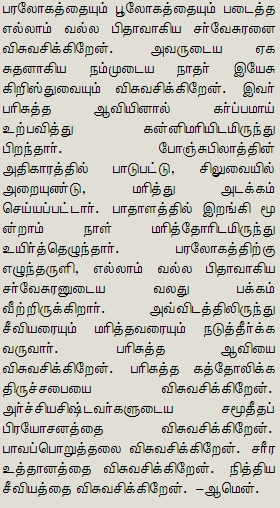 பரலோகத்தையும் பூலோகத்தையும் படைத்த
எல்லாம் வல்ல பிதாவாகிய சர்வேசுரனை
விசுவசிக்கிறேன். அவருடைய ஏக
சுதனாகிய நம்முடைய நாதர் இயேசு
கிறிஸ்துவையும் விசுவசிக்கிறேன். இவர்
பரிசுத்த ஆவியினால் கர்ப்பமாய்
உற்பவித்து கன்னிமரியிடமிருந்து
பிறந்தார். போஞ்சுபிலாத்தின்
அதிகாரத்தில் பாடுபட்டு, சிலுவையில்
அறையுண்டு, மரித்து அடக்கம்
செய்யப்பட்டார். பாதாளத்தில் இறங்கி மூ
ன்றாம் நாள் மரித்தோரிடமிருந்து
உயிர்த்தெழுந்தார். பரலோகத்திற்கு
எழுந்தருளி, எல்லாம் வல்ல பிதாவாகிய
சர்வேசுரனுடைய வலது பக்கம்
வீற்றிருக்கிறார். அவ்விடத்திலிருந்து
சீவியரையும் மரித்தவரையும் நடுத்தீர்க்க
வருவார். பரிசுத்த ஆவியை
விசுவசிக்கிறேன். பரிசுத்த கத்தோலிக்க
திருச்சபையை விசுவசிக்கிறேன்.
அர்ச்சியசிஷ்டவர்களுடைய சமூதீதப்
பிரயோசனத்தை விசுவசிக்கிறேன்.
பாவப்பொறுத்தலை விசுவசிக்கிறேன். சரீர
உத்தானத்தை விசுவசிக்கிறேன். நித்திய
சீவியத்தை விசுவசிக்கிறேன். –ஆமென்.